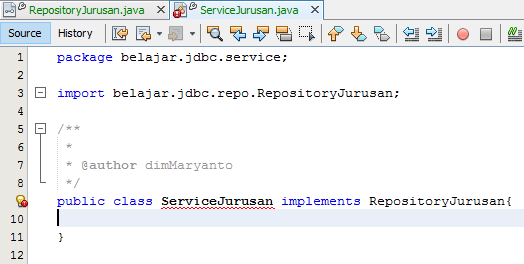 RepositoryJurusan.java ServiceJurusan.java
Source History
1 package belajar.jdbc.service;
2
3 import belajar.jdbc.repo.RepositoryJurusan;
4
5 /**
6 *
7 * @author dimMaryanto
8 */
public class ServiceJurusan implements RepositoryJurusan{
10
11 }
12